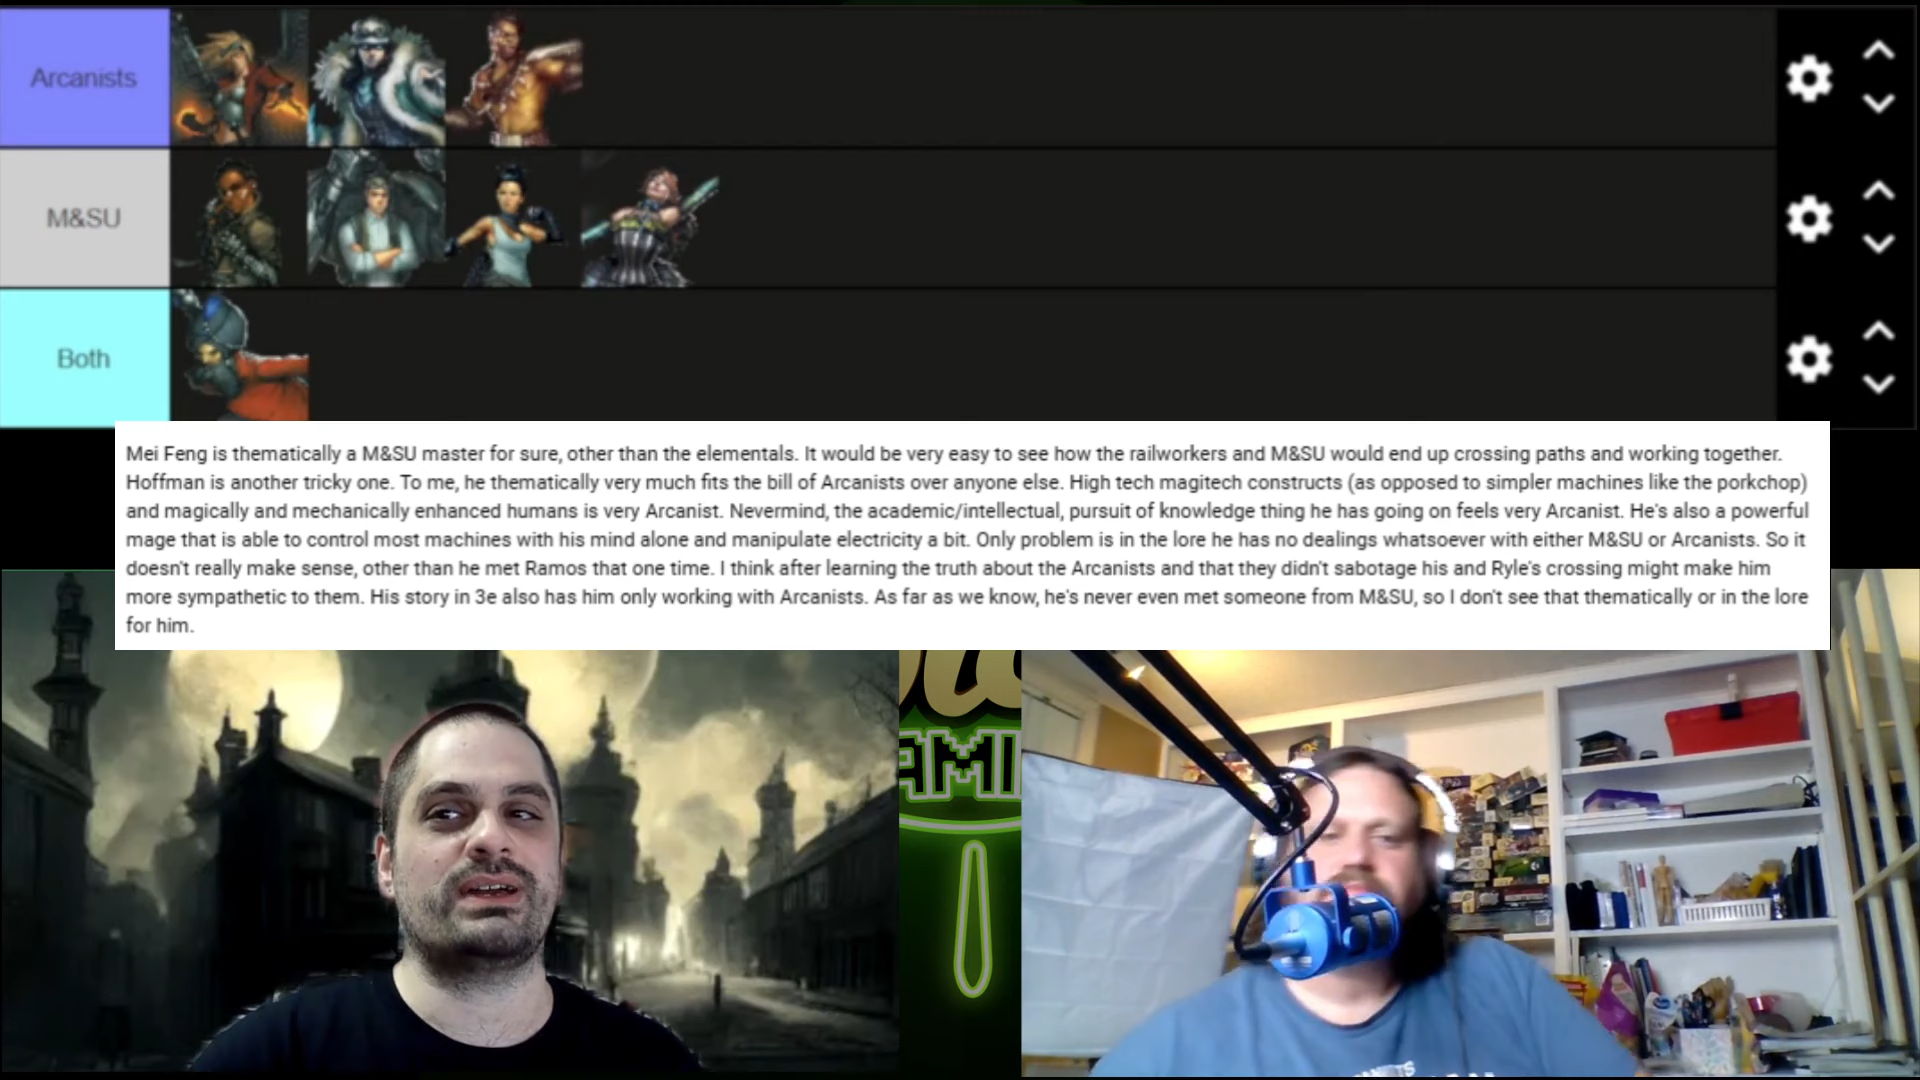 Arcanists
M&SU
Both
Mei Feng is thematically a M&SU master for sure, other than the elementals. It would be very easy to see how the railworkers and M&SU would end up crossing paths and working together.
Hoffman is another tricky one. To me, he thematically very much fits the bill of Arcanists over anyone else. High tech magitech constructs (as opposed to simpler machines like the porkchop)
and magically and mechanically enhanced humans is very Arcanist. Nevermind, the academic/intellectual, pursuit of knowledge thing he has going on feels very Arcanist. He's also a powerful
mage that is able to control most machines with his mind alone and manipulate electricity a bit. Only problem is in the lore he has no dealings whatsoever with either M&SU or Arcanists. So it
doesn't really make sense, other than he met Ramos that one time. I think after learning the truth about the Arcanists and that they didn't sabotage his and Ryle's crossing might make him
more sympathetic to them. His story in 3e also has him only working with Arcanists. As far as we know, he's never even met someone from M&SU, so I don't see that thematically or in the lore
for him.